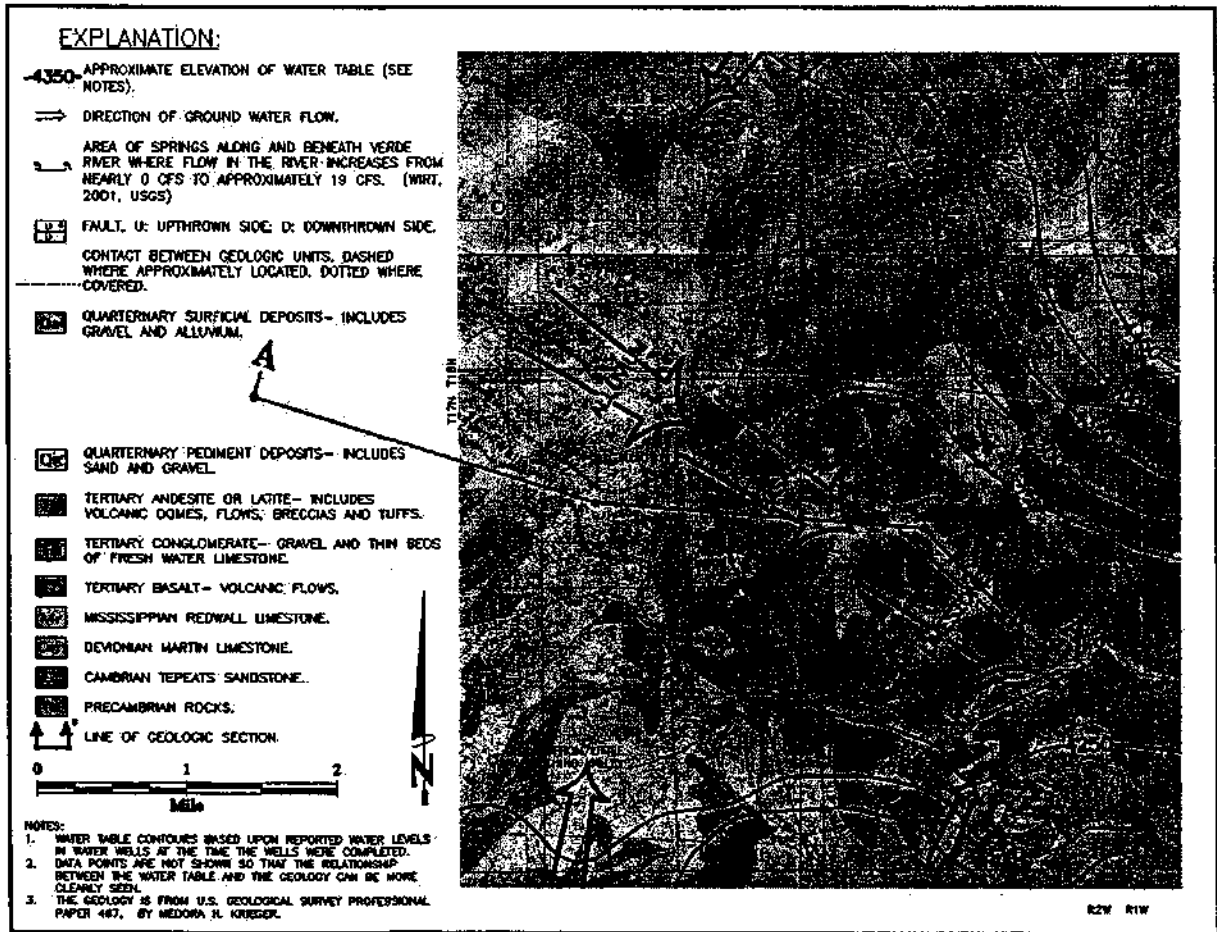 EXPLANATION:
-4350- APPROXIMATE ELEVATION OF WATER TABLE (SEE
NOTES).
DIRECTION OF GROUND WATER FLOW.
AREA OF SPRINGS ALONG AND BENEATH VERDE
RIVER WHERE FLOW IN THE RIVER INCREASES FROM
NEARLY 0 CFS TO APPROXIMATELY 19 CFS. (WIRT,
2001, USGS)
FAULT, U: UPTHROWN SIDE; D: DOWNTHROWN SIDE.
CONTACT BETWEEN GEOLOGIC UNITS. DASHED
WHERE APPROXIMATELY LOCATED. DOTTED WHERE
COVERED.
QUARTERNARY SURFICIAL DEPOSITS- INCLUDES
GRAVEL AND ALLUVIUM.
A
T17N T18N
QUARTERNARY PEDIMENT DEPOSITS- INCLUDES
SAND AND GRAVEL
TERTIARY ANDESITE OR LATITE- INCLUDES
VOLCANIC DOMES, FLOWS, BRECCIAS AND TUFFS.
TERTIARY CONGLOMERATE- GRAVEL AND THIN BEDS
OF FRESH WATER LIMESTONE.
TERTIARY BASALT- VOLCANIC FLOWS.
MISSISSIPPIAN REDWALL LIMESTONE.
DEVIONIAN MARTIN LIMESTONE.
CAMBRIAN TEPEATS SANDSTONE.
PRECAMBRIAN ROCKS.
LINE OF GEOLOGIC SECTION.
0 1 2
Mile
N
NOTES:
1. WATER TABLE CONTOURS BASED UPON REPORTED WATER LEVELS
IN WATER WELLS AT THE TIME THE WELLS WERE COMPLETED.
2. DATA POINTS ARE NOT SHOWN SO THAT THE RELATIONSHIP
BETWEEN THE WATER TABLE AND THE GEOLOGY CAN BE MORE
CLEARLY SEEN.
3. THE GEOLOGY IS FROM U.S. GEOLOGICAL SURVEY PROFESSIONAL
PAPER 467, BY MEDORA H. KRIEGER.
R2W R1W